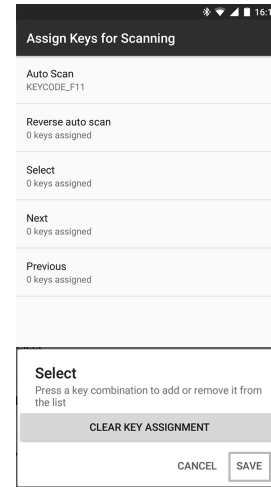 16:1
Assign Keys for Scanning
Auto Scan
KEYCODE_F11
Reverse auto scan
0 keys assigned
Select
0 keys assigned
Next
0 keys assigned
Previous
0 keys assigned
Select
Press a key combination to add or remove it from
the list
CLEAR KEY ASSIGNMENT
CANCEL SAVE